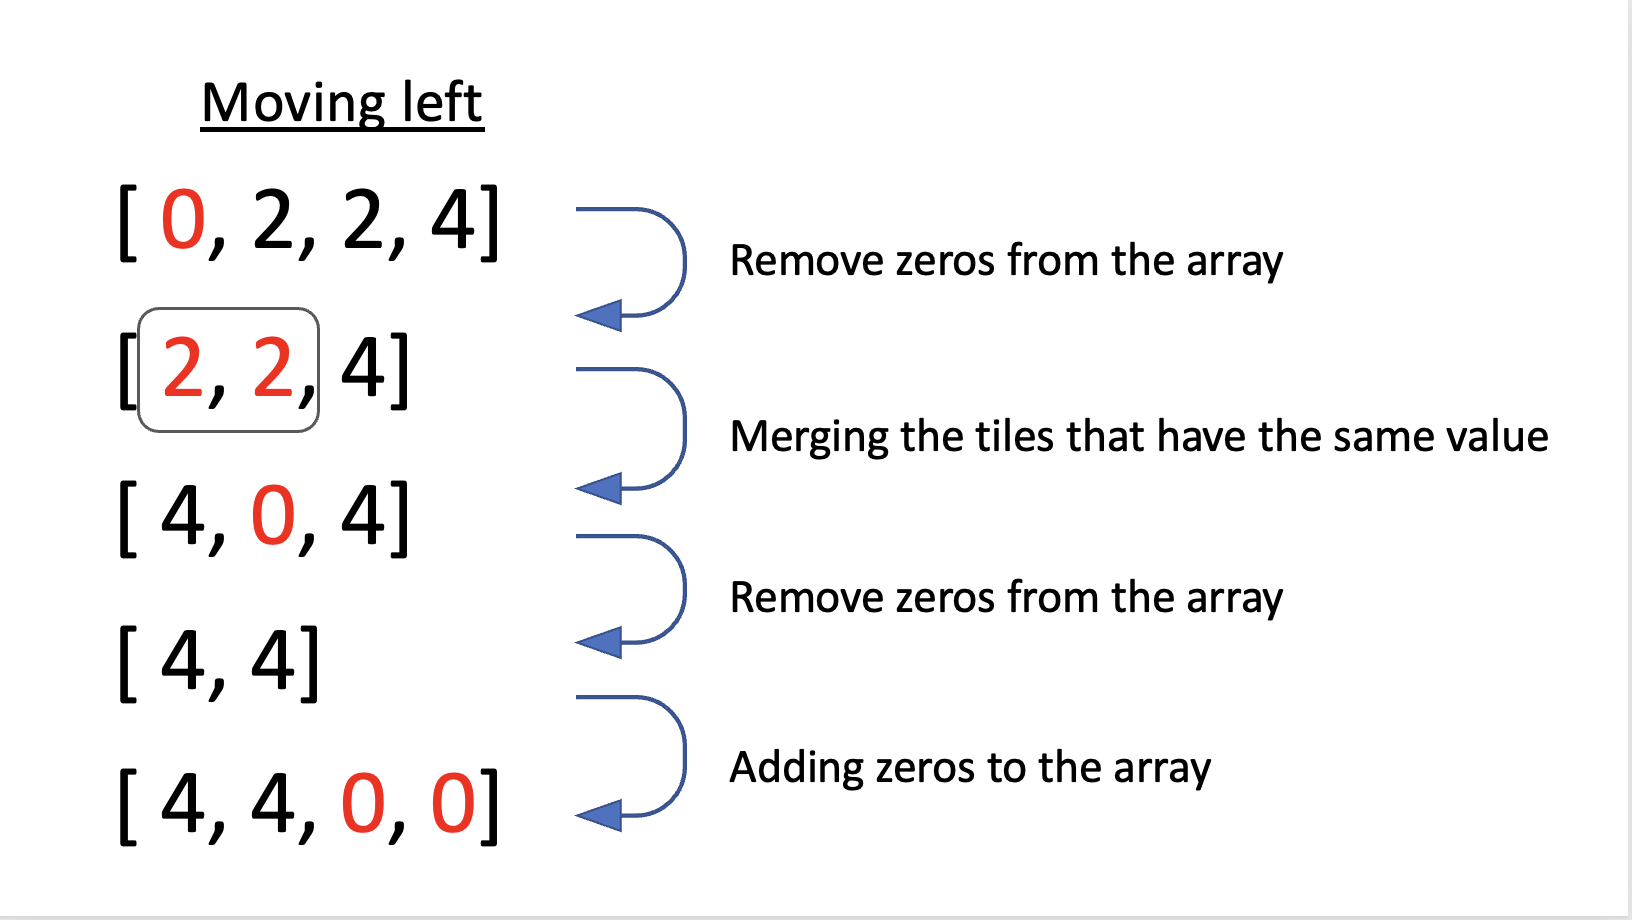 Moving left
[ 0, 2, 2, 4]
Remove zeros from the array
[ 2, 2, 4]
Merging the tiles that have the same value
[ 4, 0, 4]
Remove zeros from the array
[ 4, 4]
Adding zeros to the array
[ 4, 4, 0, 0]